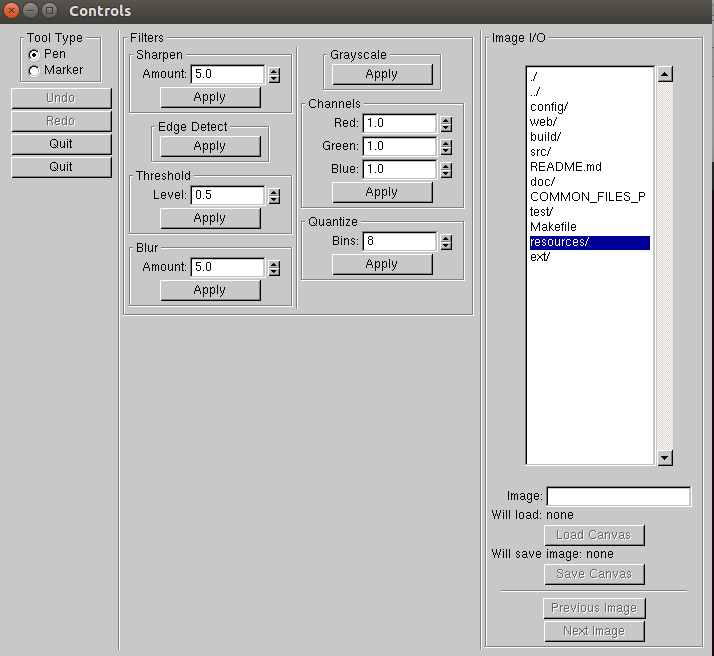 Controls
Tool Type
Pen
Marker
Undo
Redo
Quit
Quit
Filters
Sharpen
Amount: 5.0
Apply
Edge Detect
Apply
Threshold
Level: 0.5
Apply
Blur
Amount: 5.0
Apply
Grayscale
Apply
Channels
Red: 1.0
Green: 1.0
Blue: 1.0
Apply
Quantize
Bins: 8
Apply
Image I/O
./
../
config/
web/
build/
src/
README.md
doc/
COMMON_FILES_P
test/
Makefile
resources/
ext/
Image:
Will load: none
Load Canvas
Will save image: none
Save Canvas
Previous Image
Next Image